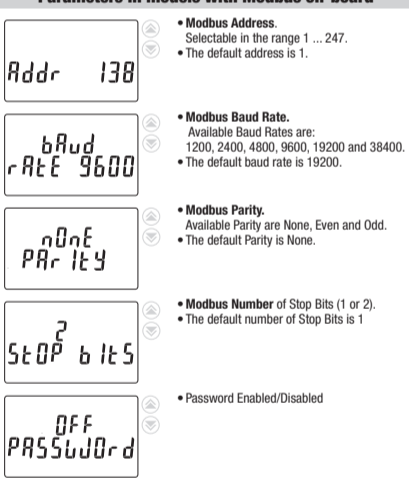 Parameters in models with Modbus on-board
Addr 138
• Modbus Address.
Selectable in the range 1 ... 247.
• The default address is 1.
bAud
rAtE 9600
• Modbus Baud Rate.
Available Baud Rates are:
1200, 2400, 4800, 9600, 19200 and 38400.
• The default baud rate is 19200.
nOnE
PAr ItY
• Modbus Parity.
Available Parity are None, Even and Odd.
• The default Parity is None.
2
StOP b ItS
• Modbus Number of Stop Bits (1 or 2).
• The default number of Stop Bits is 1
OFF
PASSWOrd
• Password Enabled/Disabled